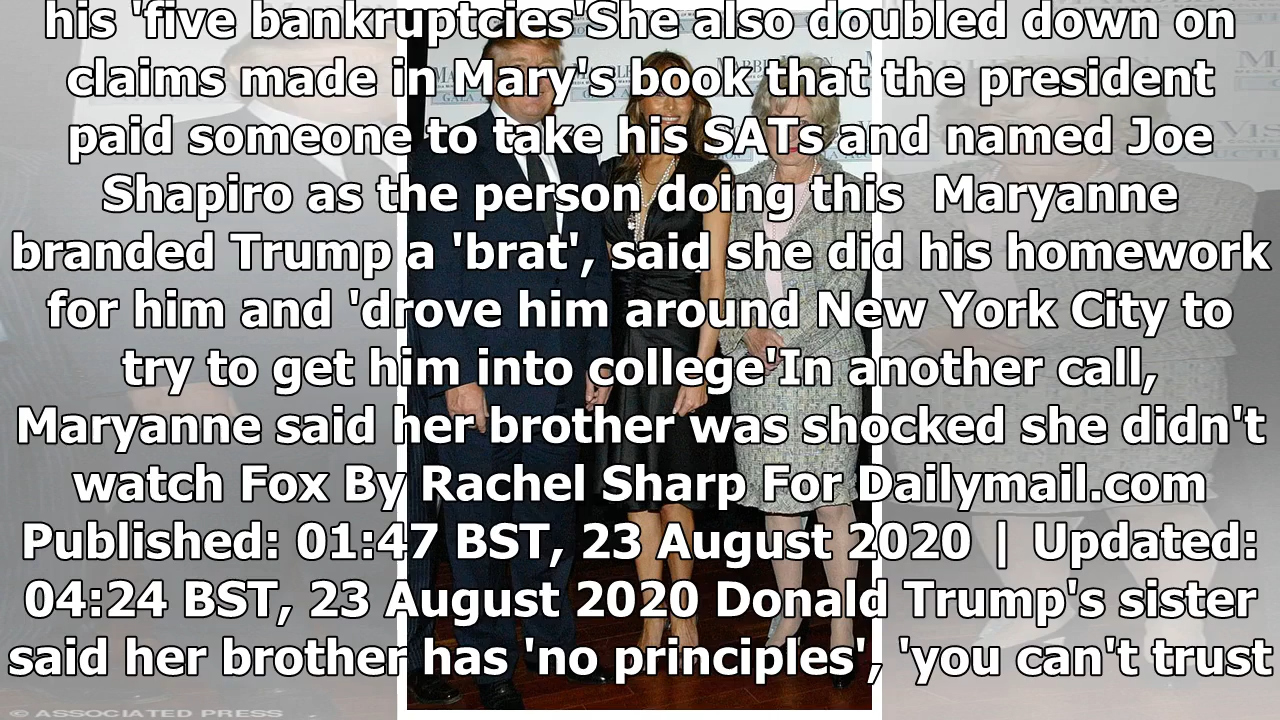 his 'five bankruptcies'She also doubled down on
claims made in Mary's book that the president
paid someone to take his SATs and named Joe
Shapiro as the person doing this  Maryanne
branded Trump a 'brat', said she did his homework
for him and 'drove him around New York City to
try to get him into college'In another call,
Maryanne said her brother was shocked she didn't
watch Fox By Rachel Sharp For Dailymail.com
Published: 01:47 BST, 23 August 2020 | Updated:
04:24 BST, 23 August 2020 Donald Trump's sister
said her brother has 'no principles', 'you can't trust
© ASSOCIATED PRESS